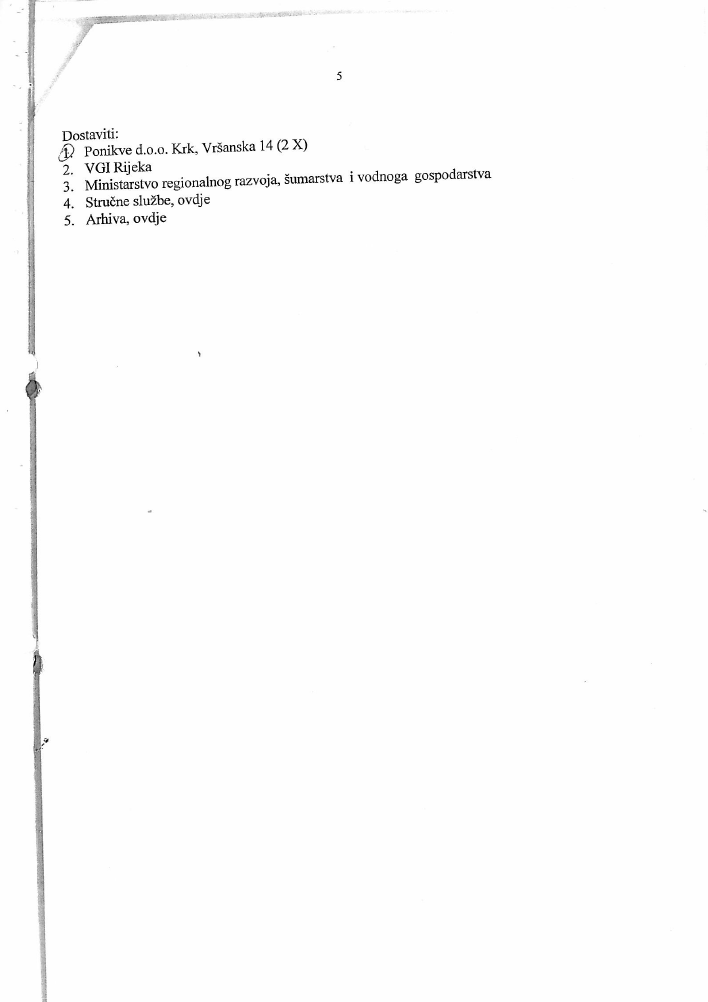 5
Dostaviti:
1. Ponikve d.o.o. Krk, Vršanska 14 (2 X)
2. VGI Rijeka
3. Ministarstvo regionalnog razvoja, šumarstva i vodnoga gospodarstva
4. Stručne službe, ovdje
5. Arhiva, ovdje